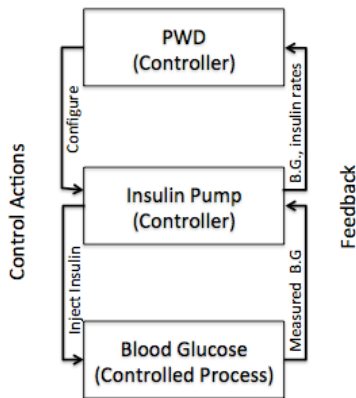 PWD
(Controller)
Configure
B.G., insulin rates
Control Actions
Insulin Pump
(Controller)
Feedback
Inject Insulin
Measured B.G
Blood Glucose
(Controlled Process)